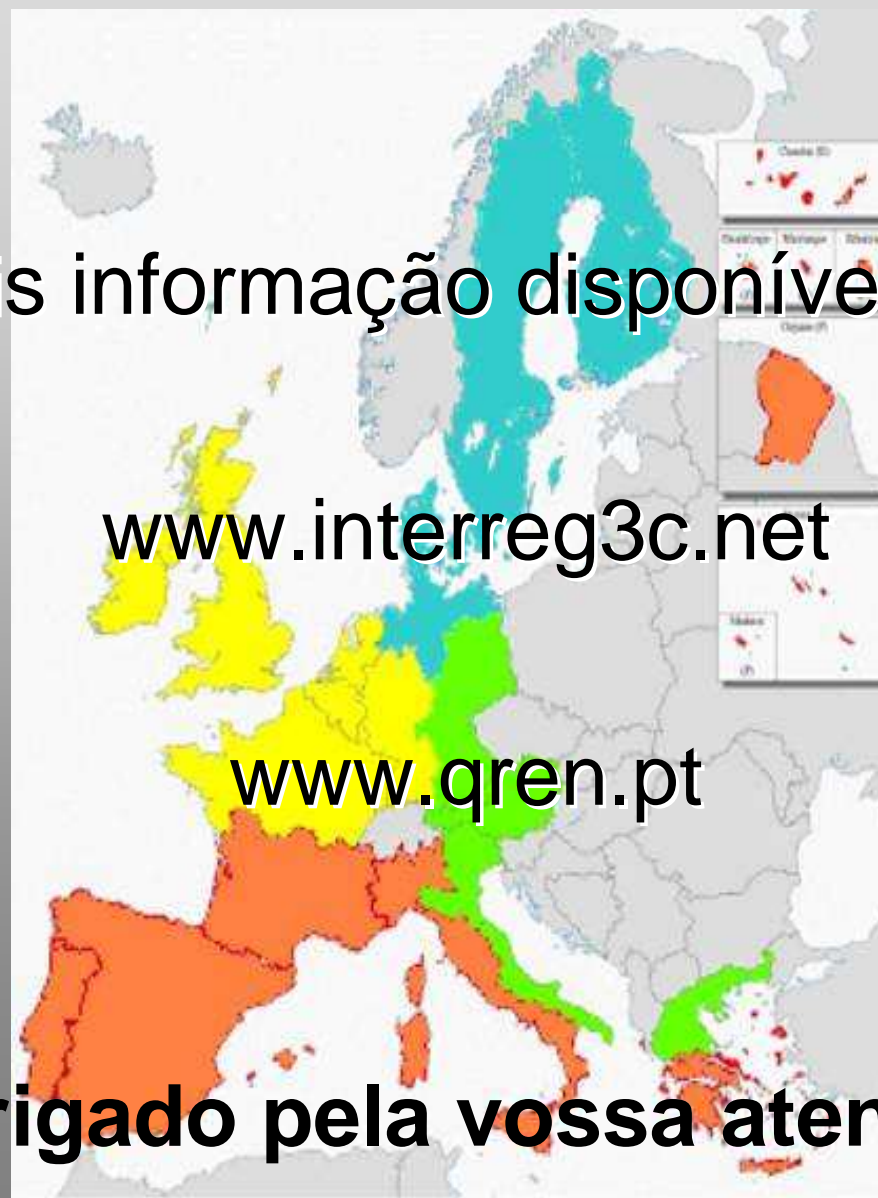 is informação disponíve
www.interreg3c.net
www.qren.pt
rigado pela vossa aten